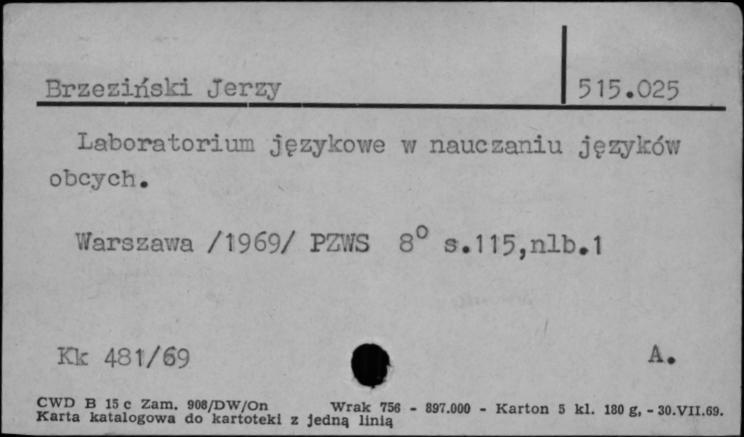 Brzeziński Jerzy 515.025
Laboratorium językowe w nauczaniu języków
obcych.
Warszawa /1969/ PZWS 8° s.115,nlb.1
Kk 481/69 A.
CWD B 15 c Zam. 908/DW/On Wrak 756 - 897.000 - Karton 5 kl. 180 g, - 30.VII.69.
Karta katalogowa do kartoteki z jedną linią